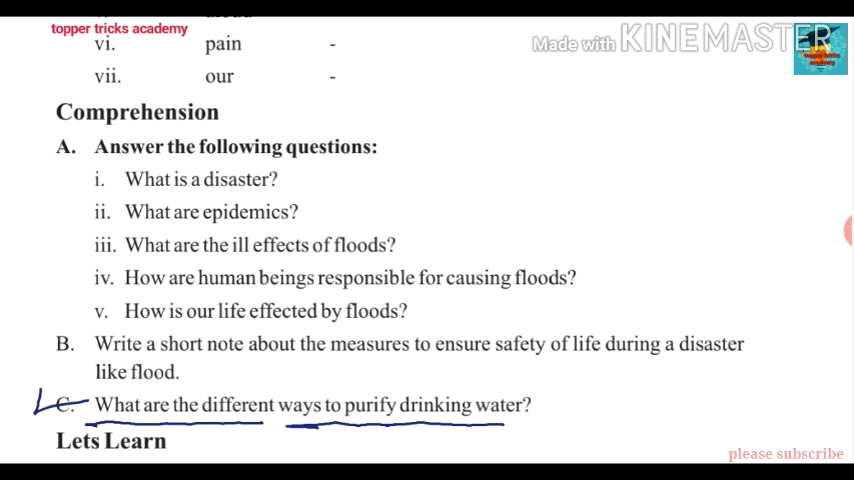 topper tricks academy
vi. pain -
Made with KINEMASTER
vii. our -
Comprehension
A. Answer the following questions:
i. What is a disaster?
ii. What are epidemics?
iii. What are the ill effects of floods?
iv. How are human beings responsible for causing floods?
v. How is our life effected by floods?
B. Write a short note about the measures to ensure safety of life during a disaster
like flood.
C. What are the different ways to purify drinking water?
Lets Learn
please subscribe